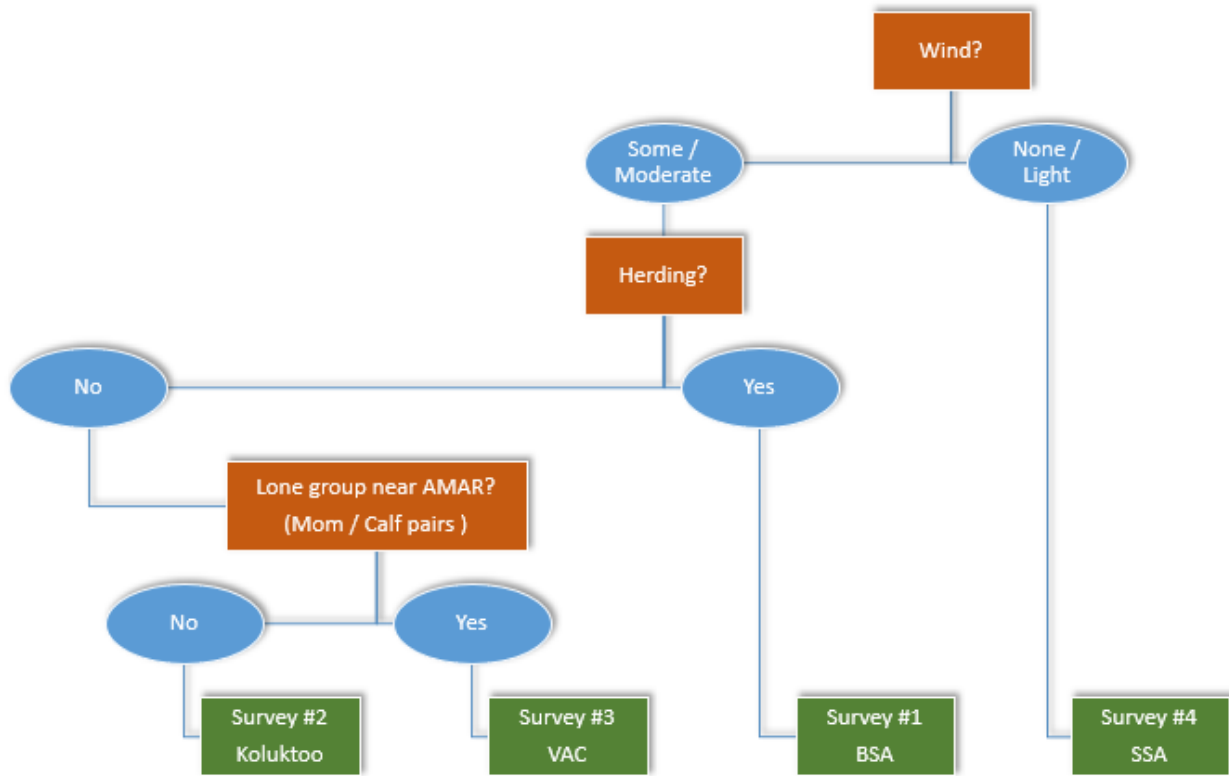 Wind?
Some /
Moderate
None /
Light
Herding?
No
Yes
Lone group near AMAR?
(Mom / Calf pairs )
No
Yes
Survey #2
Koluktoo
Survey #3
VAC
Survey #1
BSA
Survey #4
SSA